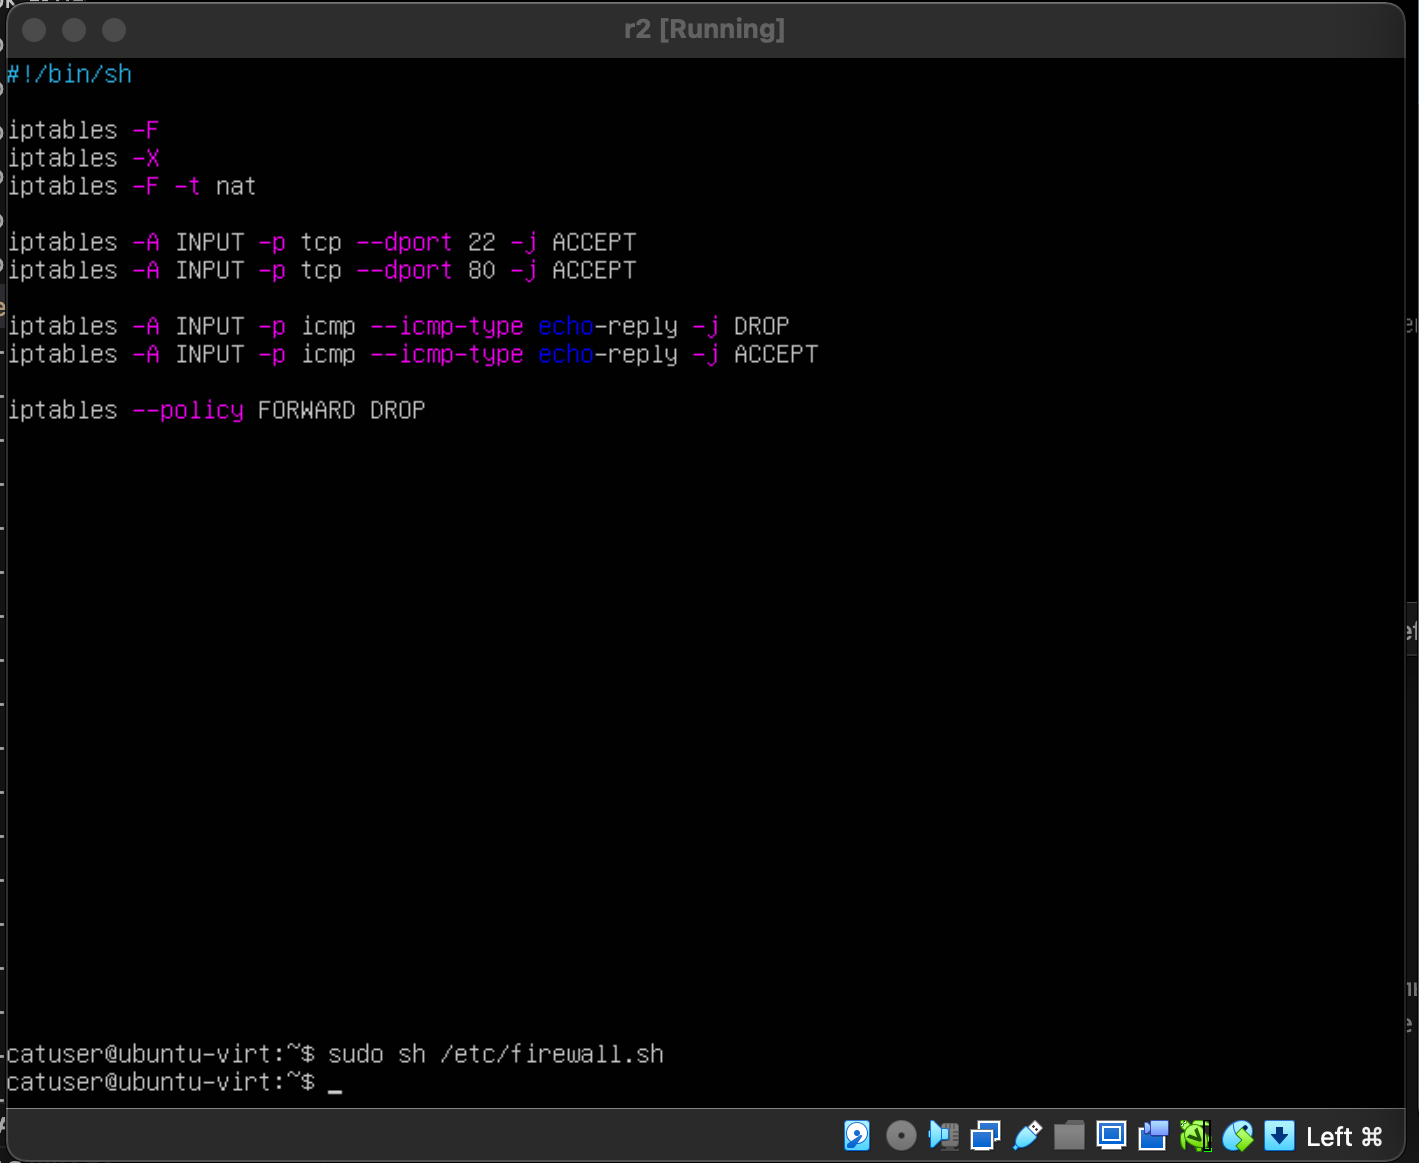 r2 [Running]
#!/bin/sh
iptables -F
iptables -X
iptables -F -t nat
iptables -A INPUT -p tcp --dport 22 -j ACCEPT
iptables -A INPUT -p tcp --dport 80 -j ACCEPT
iptables -A INPUT -p icmp --icmp-type echo-reply -j DROP
iptables -A INPUT -p icmp --icmp-type echo-reply -j ACCEPT
iptables --policy FORWARD DROP
catuser@ubuntu-virt:~$ sudo sh /etc/firewall.sh
catuser@ubuntu-virt:~$ _
Left ⌘